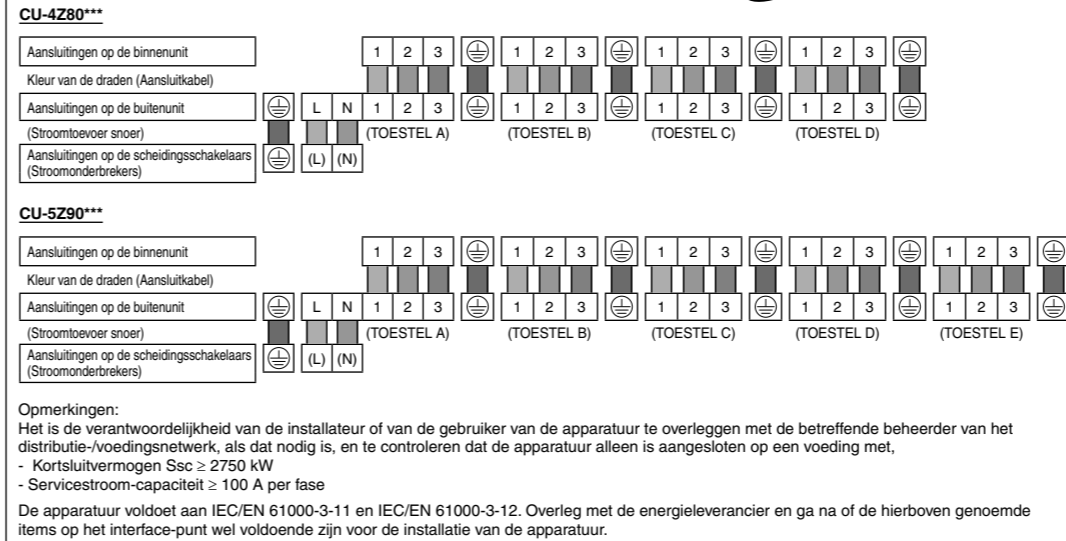 CU-4Z80***
Aansluitingen op de binnenunit 1 2 3 1 2 3 1 2 3 1 2 3
Kleur van de draden (Aansluitkabel)
Aansluitingen op de buitenunit L N 1 2 3 1 2 3 1 2 3 1 2 3
(Stroomtoevoer snoer) (TOESTEL A) (TOESTEL B) (TOESTEL C) (TOESTEL D)
Aansluitingen op de scheidingsschakelaars (L) (N)
(Stroomonderbrekers)
CU-5Z90***
Aansluitingen op de binnenunit 1 2 3 1 2 3 1 2 3 1 2 3 1 2 3
Kleur van de draden (Aansluitkabel)
Aansluitingen op de buitenunit L N 1 2 3 1 2 3 1 2 3 1 2 3 1 2 3
(Stroomtoevoer snoer) (TOESTEL A) (TOESTEL B) (TOESTEL C) (TOESTEL D) (TOESTEL E)
Aansluitingen op de scheidingsschakelaars (L) (N)
(Stroomonderbrekers)
Opmerkingen:
Het is de verantwoordelijkheid van de installateur of van de gebruiker van de apparatuur te overleggen met de betreffende beheerder van het
distributie-/voedingsnetwerk, als dat nodig is, en te controleren dat de apparatuur alleen is aangesloten op een voeding met,
- Kortsluitvermogen Ssc ≥ 2750 kW
- Servicestroom-capaciteit ≥ 100 A per fase
De apparatuur voldoet aan IEC/EN 61000-3-11 en IEC/EN 61000-3-12. Overleg met de energieleverancier en ga na of de hierboven genoemde
items op het interface-punt wel voldoende zijn voor de installatie van de apparatuur.